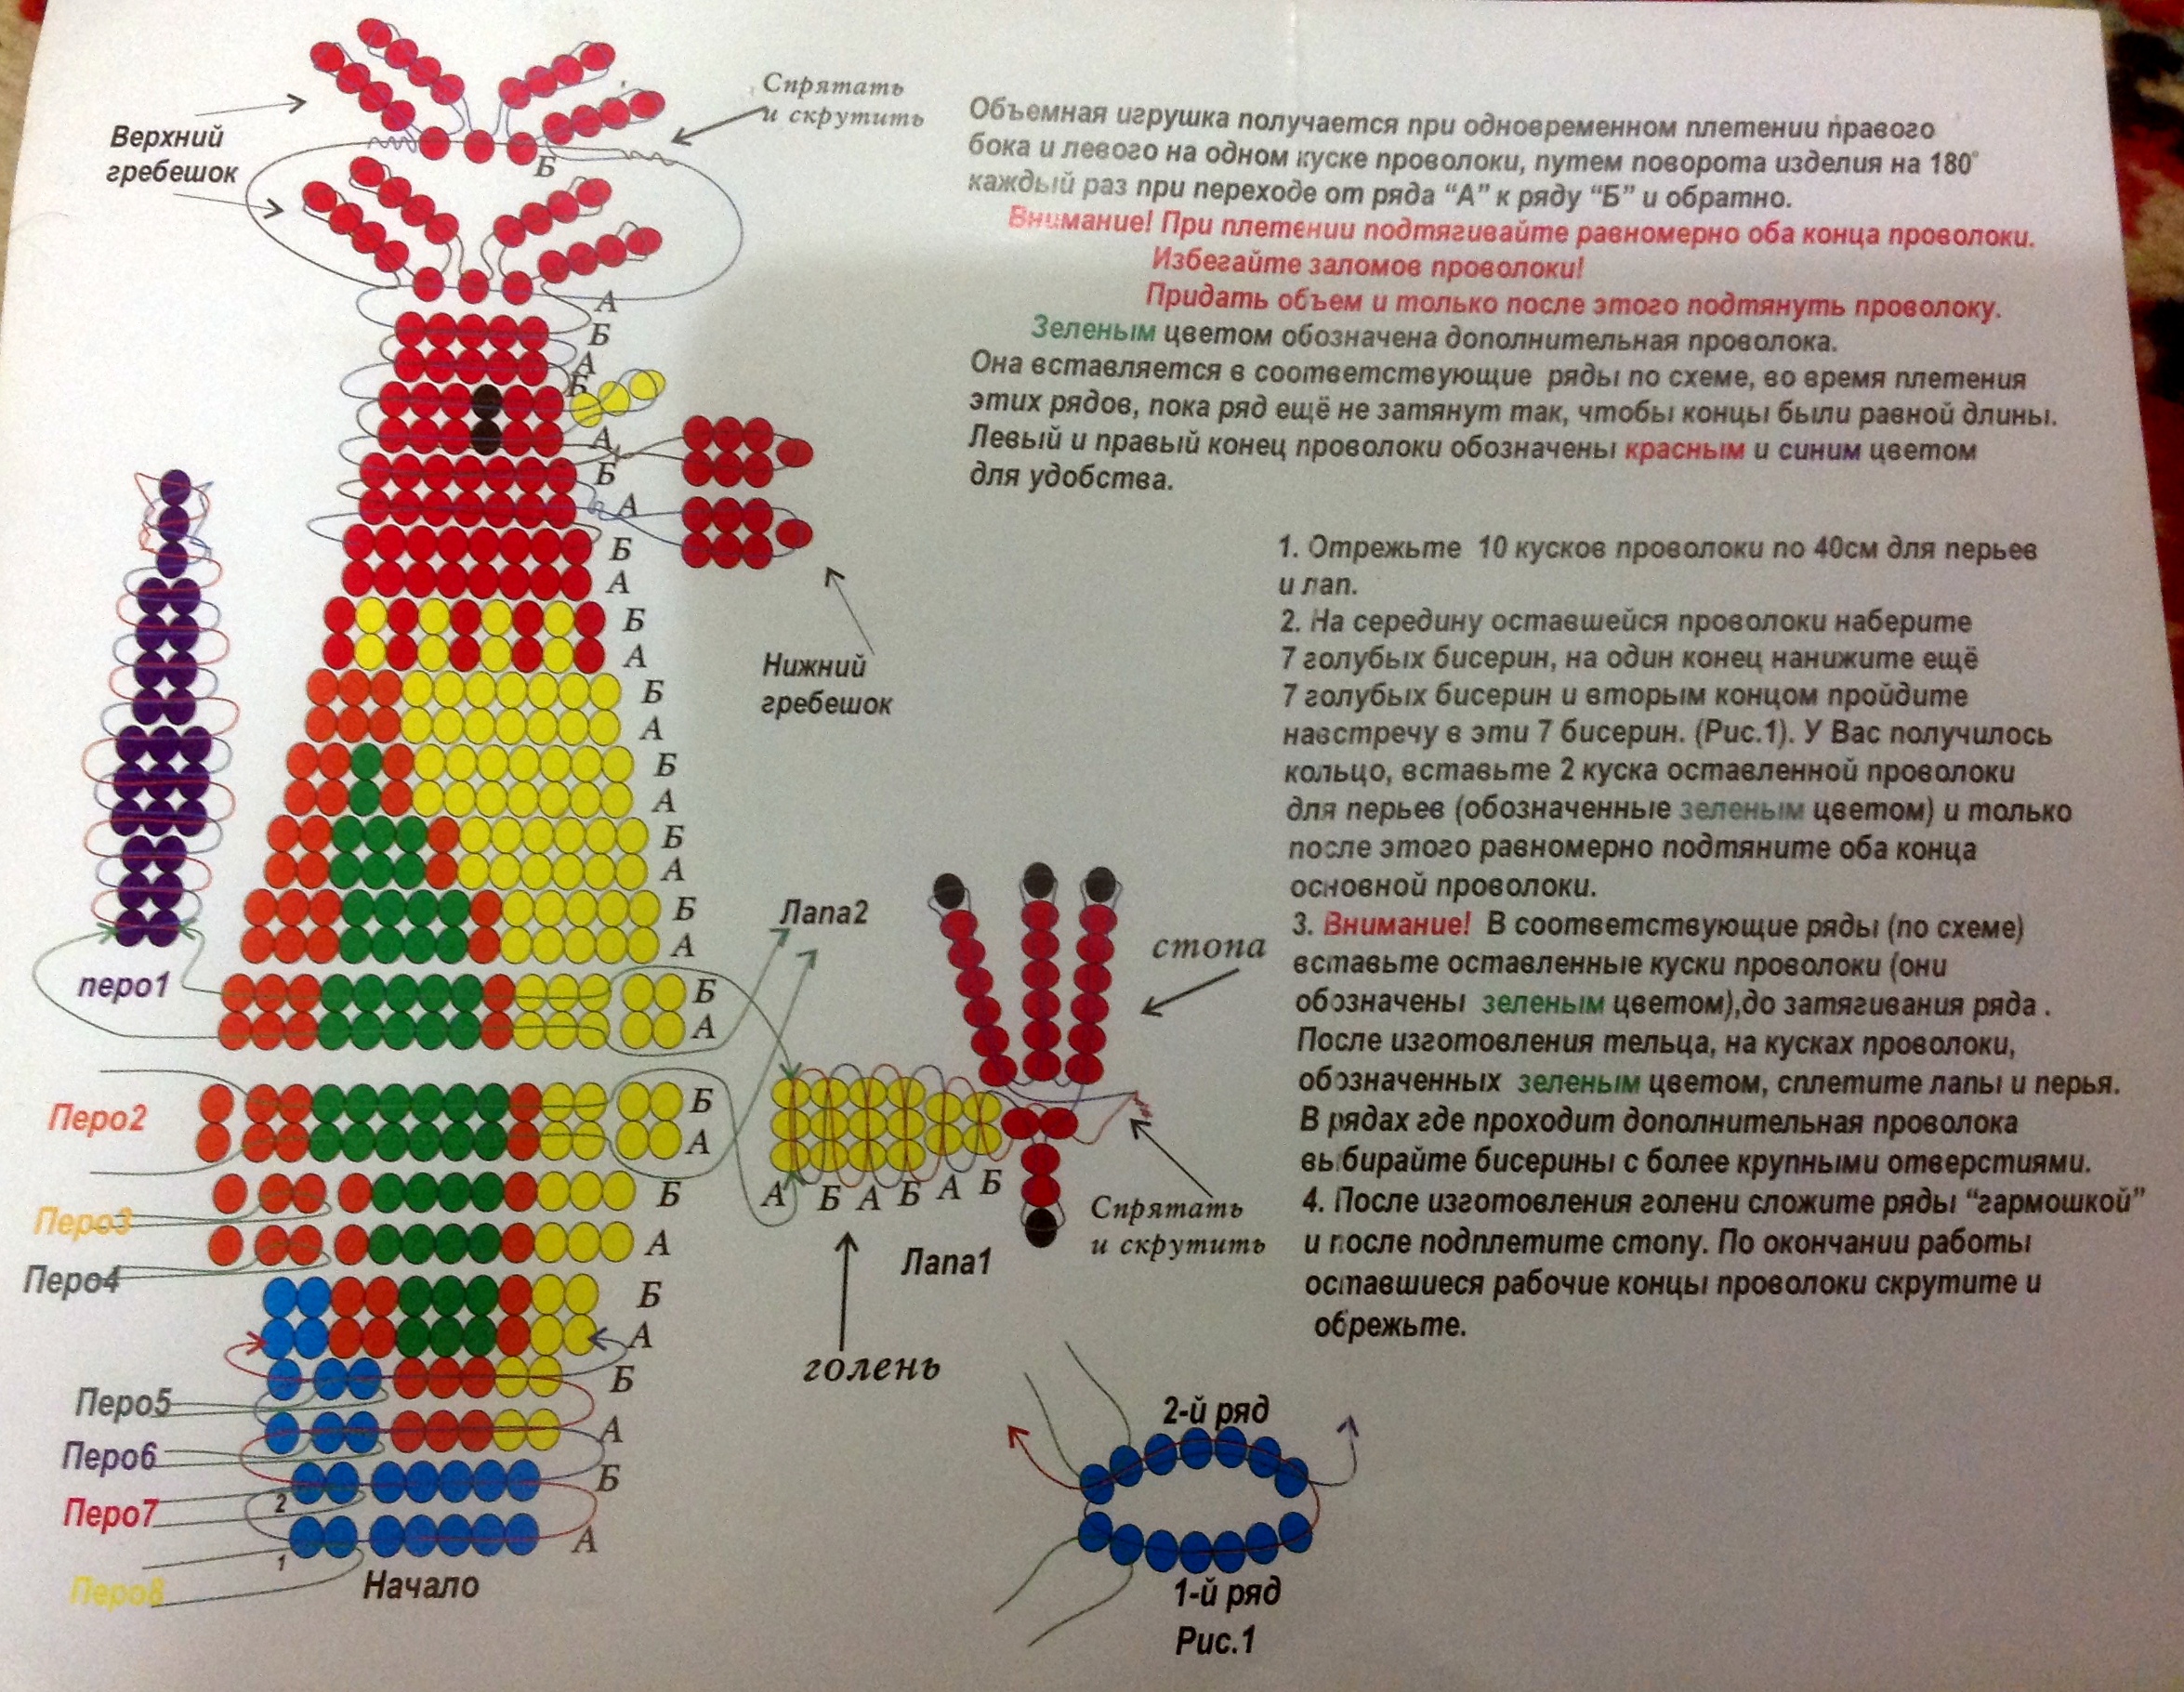 Спрятать
и скрутить
Верхний
гребешок
Б
А
Б
А
Б
А
Б
А
Б
А
Б
А
Б
А
Б
А
Б
А
Б
А
Б
А
Б
А
Б
А
Б
А
Б
А
Б
А
Нижний
гребешок
перо1
Перо2
Перо3
Перо4
Перо5
Перо6
Перо7
2
1
Перо8
Начало
Лапа2
стопа
А Б А Б А Б
Спрятать
и скрутить
Лапа1
голень
Объемная игрушка получается при одновременном плетении правого
бока и левого на одном куске проволоки, путем поворота изделия на 180°
каждый раз при переходе от ряда “А” к ряду “Б” и обратно.
Внимание! При плетении подтягивайте равномерно оба конца проволоки.
Избегайте заломов проволоки!
Придать объем и только после этого подтянуть проволоку.
Зеленым цветом обозначена дополнительная проволока.
Она вставляется в соответствующие ряды по схеме, во время плетения
этих рядов, пока ряд ещё не затянут так, чтобы концы были равной длины.
Левый и правый конец проволоки обозначены красным и синим цветом
для удобства.
1. Отрежьте 10 кусков проволоки по 40см для перьев
и лап.
2. На середину оставшейся проволоки наберите
7 голубых бисерин, на один конец нанижите ещё
7 голубых бисерин и вторым концом пройдите
навстречу в эти 7 бисерин. (Рис.1). У Вас получилось
кольцо, вставьте 2 куска оставленной проволоки
для перьев (обозначенные зеленым цветом) и только
после этого равномерно подтяните оба конца
основной проволоки.
3. Внимание! В соответствующие ряды (по схеме)
вставьте оставленные куски проволоки (они
обозначены зеленым цветом),до затягивания ряда .
После изготовления тельца, на кусках проволоки,
обозначенных зеленым цветом, сплетите лапы и перья.
В рядах где проходит дополнительная проволока
выбирайте бисерины с более крупными отверстиями.
4. После изготовления голени сложите ряды “гармошкой”
и после подплетите стопу. По окончании работы
оставшиеся рабочие концы проволоки скрутите и
обрежьте.
2-й ряд
1-й ряд
Рис.1